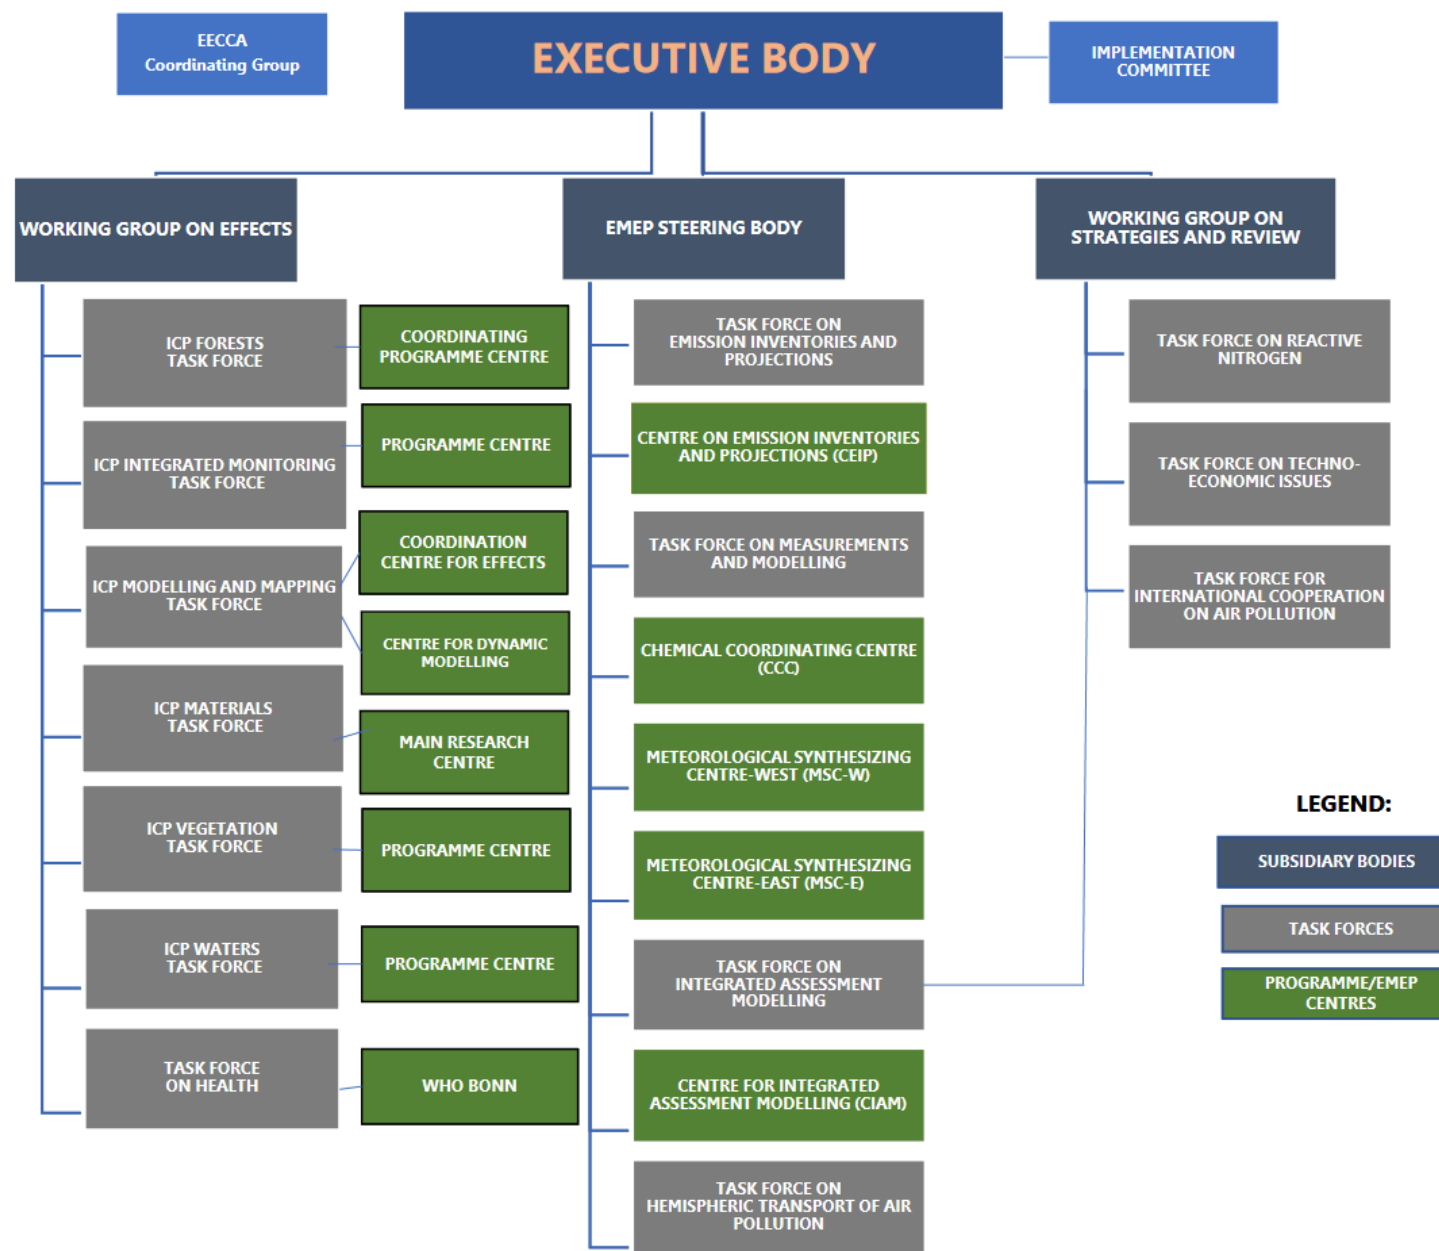 EECCA
Coordinating Group
EXECUTIVE BODY
IMPLEMENTATION
COMMITTEE
WORKING GROUP ON EFFECTS
EMEP STEERING BODY
WORKING GROUP ON
STRATEGIES AND REVIEW
ICP FORESTS
TASK FORCE
COORDINATING
PROGRAMME CENTRE
ICP INTEGRATED MONITORING
TASK FORCE
PROGRAMME CENTRE
ICP MODELLING AND MAPPING
TASK FORCE
COORDINATION
CENTRE FOR EFFECTS
CENTRE FOR DYNAMIC
MODELLING
ICP MATERIALS
TASK FORCE
MAIN RESEARCH
CENTRE
ICP VEGETATION
TASK FORCE
PROGRAMME CENTRE
ICP WATERS
TASK FORCE
PROGRAMME CENTRE
TASK FORCE
ON HEALTH
WHO BONN
TASK FORCE ON
EMISSION INVENTORIES AND
PROJECTIONS
CENTRE ON EMISSION INVENTORIES
AND PROJECTIONS (CEIP)
TASK FORCE ON MEASUREMENTS
AND MODELLING
CHEMICAL COORDINATING CENTRE
(CCC)
METEOROLOGICAL SYNTHESIZING
CENTRE-WEST (MSC-W)
METEOROLOGICAL SYNTHESIZING
CENTRE-EAST (MSC-E)
TASK FORCE ON
INTEGRATED ASSESSMENT
MODELLING
CENTRE FOR INTEGRATED
ASSESSMENT MODELLING (CIAM)
TASK FORCE ON
HEMISPHERIC TRANSPORT OF AIR
POLLUTION
TASK FORCE ON REACTIVE
NITROGEN
TASK FORCE ON TECHNO-
ECONOMIC ISSUES
TASK FORCE FOR
INTERNATIONAL COOPERATION
ON AIR POLLUTION
LEGEND:
SUBSIDIARY BODIES
TASK FORCES
PROGRAMME/EMEP
CENTRES